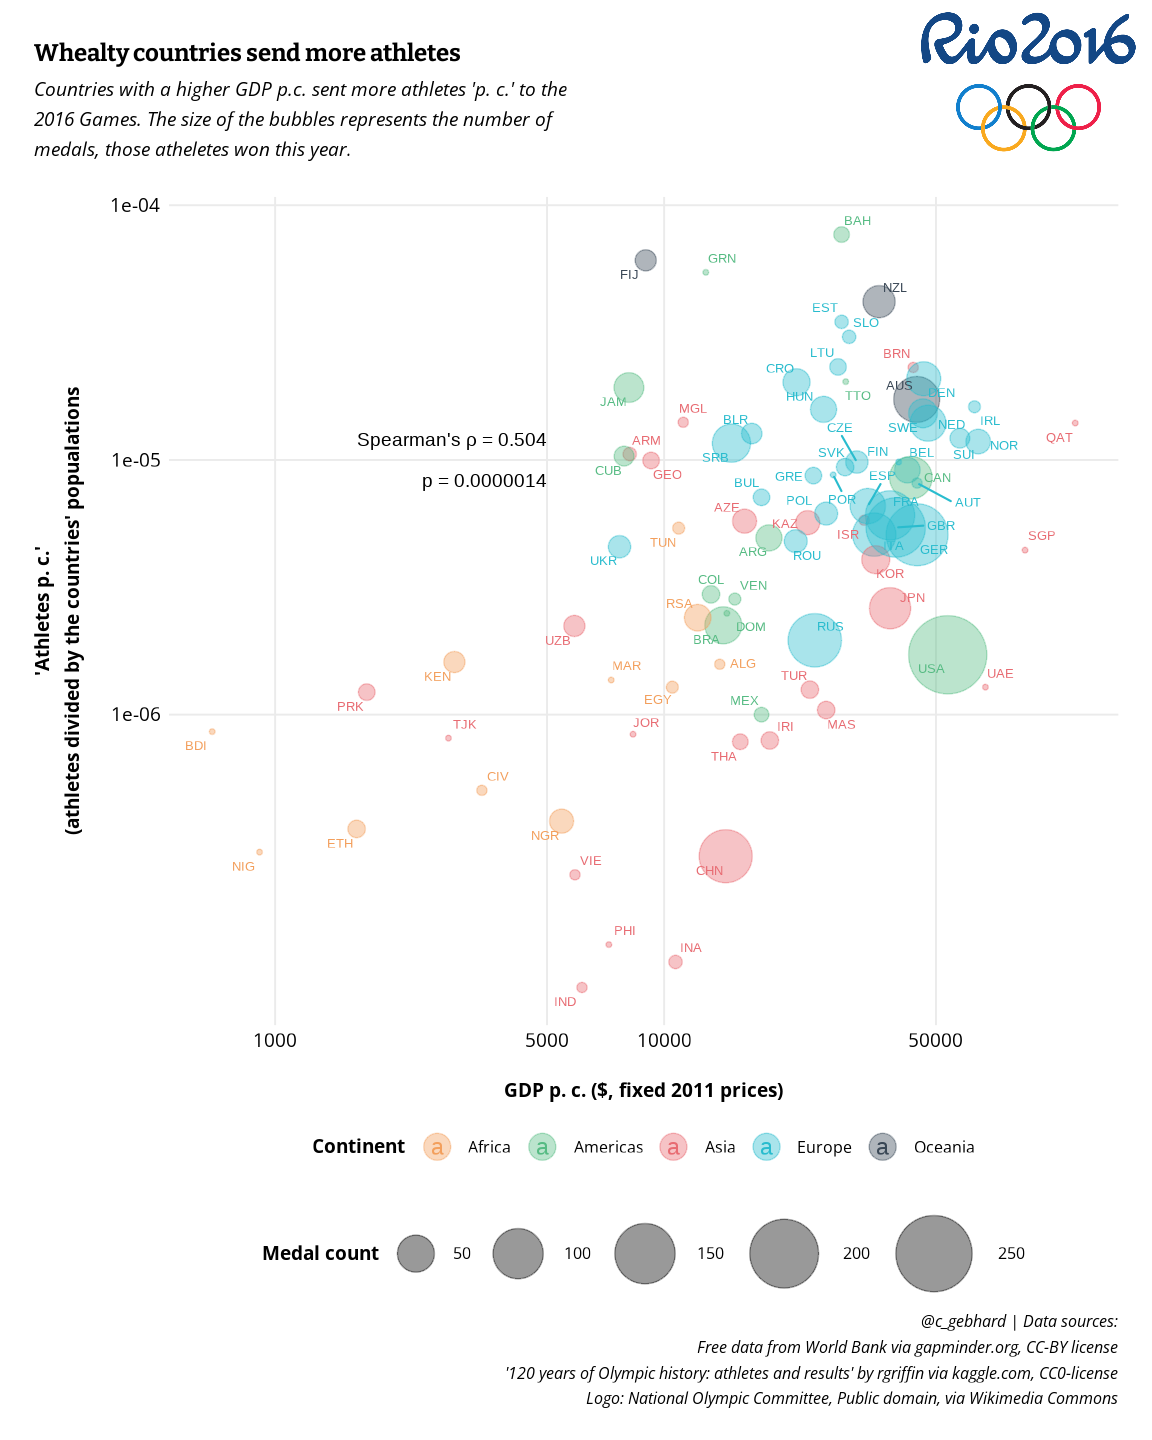 Whealty countries send more athletes
Countries with a higher GDP p.c. sent more athletes 'p. c.' to the
2016 Games. The size of the bubbles represents the number of
medals, those atheletes won this year.
Rio2016
1e-04
1e-05
1e-06
'Athletes p. c.'
(athletes divided by the countries' popualations)
BAH
GRN
FIJ
NZL
EST
SLO
LTU
BRN
CRO
AUS
DEN
HUN
TTO
JAM
MGL
IRL
BLR
CZE
SWE
NED
QAT
Spearman's ρ = 0.504
ARM
NOR
SRB
SVK
FIN
BEL
SUI
CUB
GEO
GRE
ESP
CAN
p = 0.0000014
BUL
POL
POR
FRA
AUT
AZE
KAZ
GBR
TUN
ISR
SGP
ARG
ROU
GER
UKR
KOR
COL
VEN
JPN
RSA
DOM
RUS
UZB
BRA
MAR
ALG
USA
KEN
TUR
UAE
EGY
MEX
PRK
TJK
JOR
IRI
MAS
BDI
THA
CIV
NGR
ETH
VIE
NIG
CHN
PHI
INA
IND
1000
5000
10000
50000
GDP p. c. ($, fixed 2011 prices)
Continent a Africa a Americas a Asia a Europe a Oceania
Medal count 50 100 150 200 250
@c_gebhard | Data sources:
Free data from World Bank via gapminder.org, CC-BY license
'120 years of Olympic history: athletes and results' by rgriffin via kaggle.com, CC0-license
Logo: National Olympic Committee, Public domain, via Wikimedia Commons